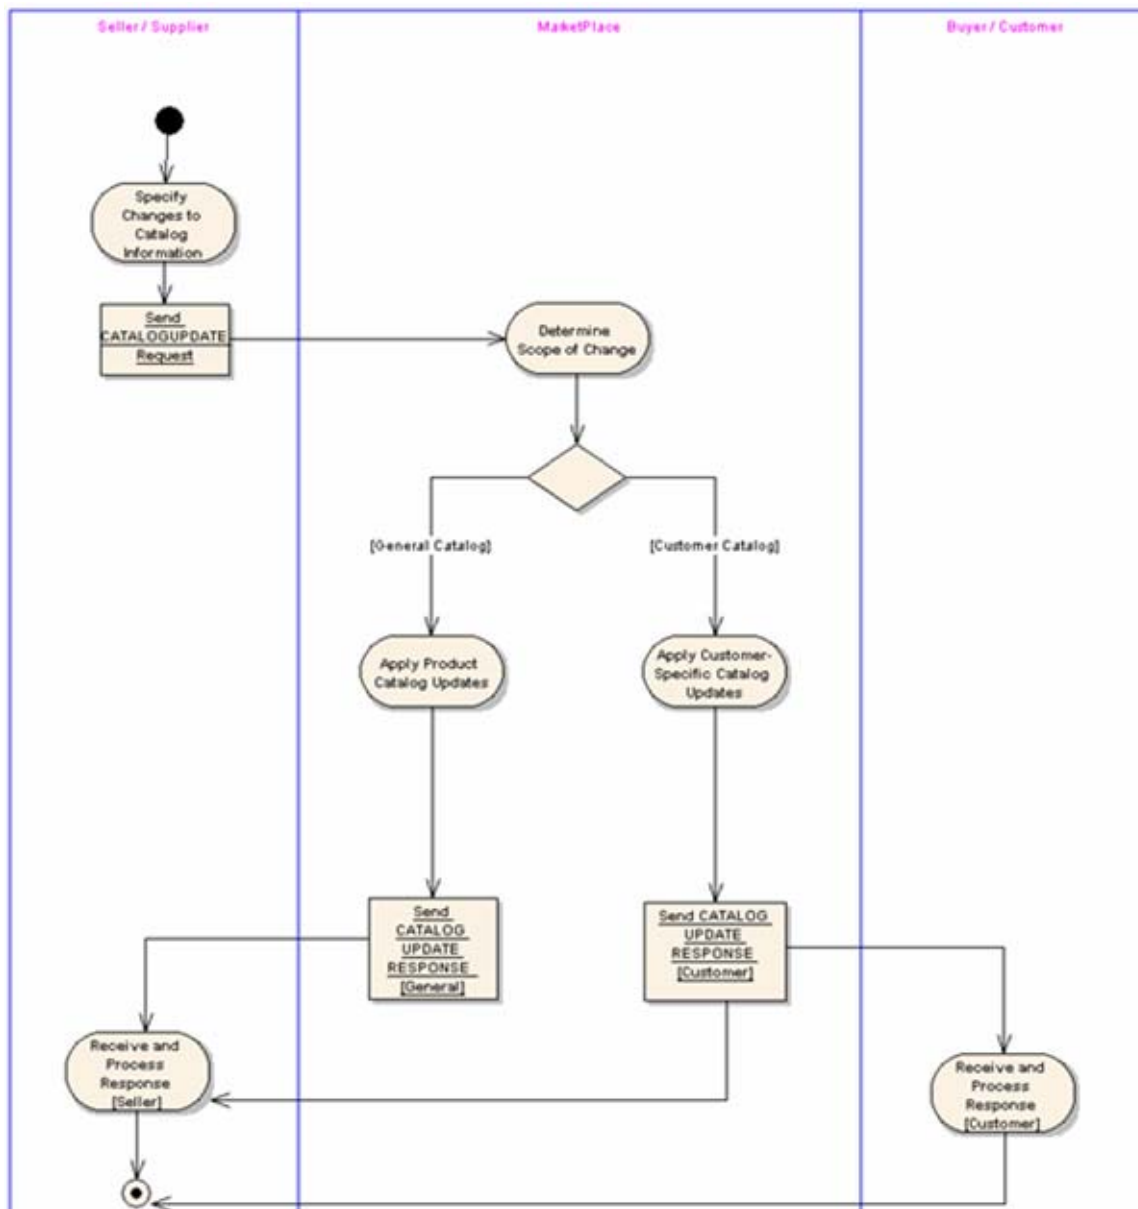 Seller / Supplier
MarketPlace
Buyer / Customer
Specify
Changes to
Catalog
Information
Send
CATALOGUPDATE
Request
Determine
Scope of Change
[General Catalog]
[Customer Catalog]
Apply Product
Catalog Updates
Apply Customer-
Specific Catalog
Updates
Send
CATALOG
UPDATE
RESPONSE
[General]
Send CATALOG
UPDATE
RESPONSE
[Customer]
Receive and
Process
Response
[Seller]
Receive and
Process
Response
[Customer]